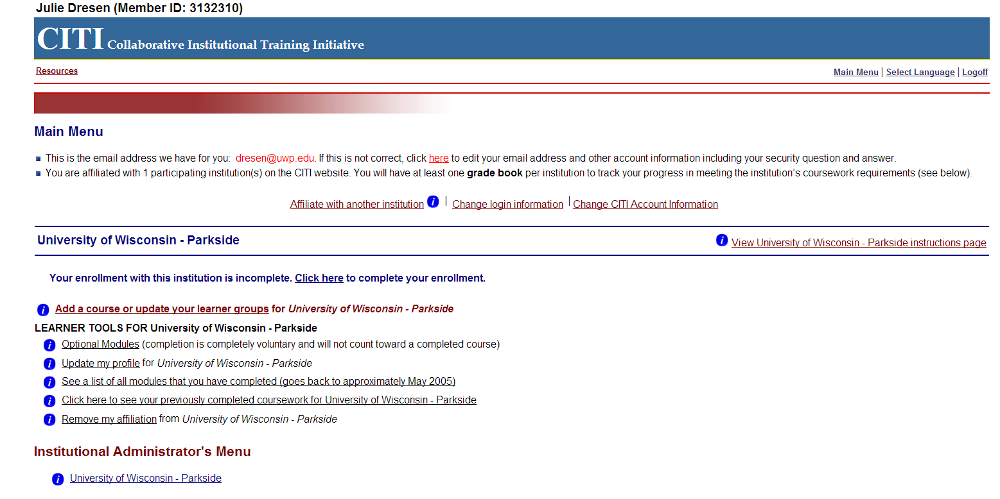 Julie Dresen (Member ID: 3132310)
CITI Collaborative Institutional Training Initiative
Resources
Main Menu | Select Language | Logoff
Main Menu
This is the email address we have for you: dresen@uwp.edu. If this is not correct, click here to edit your email address and other account information including your security question and answer.
You are affiliated with 1 participating institution(s) on the CITI website. You will have at least one grade book per institution to track your progress in meeting the institution's coursework requirements (see below).
Affiliate with another institution i | Change login information | Change CITI Account Information
University of Wisconsin - Parkside
i View University of Wisconsin - Parkside instructions page
Your enrollment with this institution is incomplete. Click here to complete your enrollment.
i Add a course or update your learner groups for University of Wisconsin - Parkside
LEARNER TOOLS FOR University of Wisconsin - Parkside
i Optional Modules (completion is completely voluntary and will not count toward a completed course)
i Update my profile for University of Wisconsin - Parkside
i See a list of all modules that you have completed (goes back to approximately May 2005)
i Click here to see your previously completed coursework for University of Wisconsin - Parkside
i Remove my affiliation from University of Wisconsin - Parkside
Institutional Administrator's Menu
i University of Wisconsin - Parkside